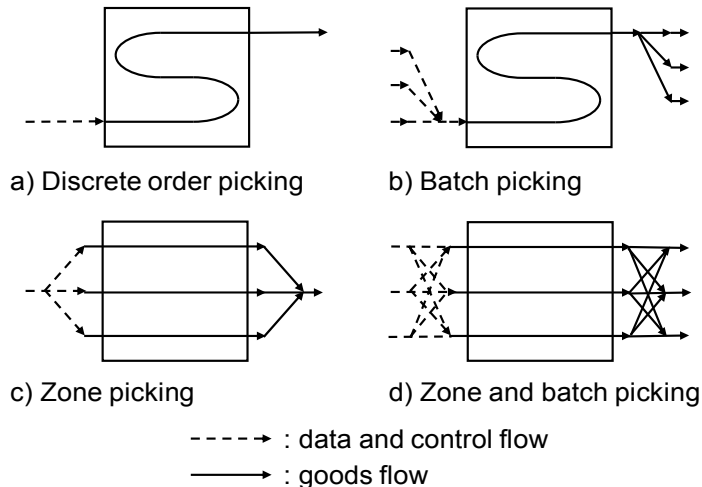 a) Discrete order picking
b) Batch picking
c) Zone picking
d) Zone and batch picking
: data and control flow
: goods flow